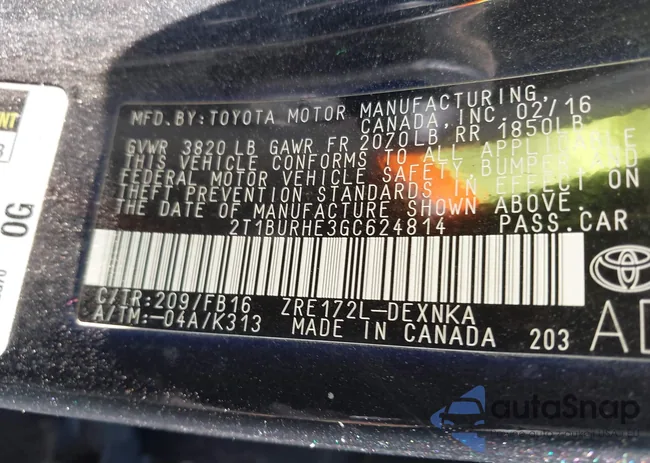 MFD. BY: TOYOTA MOTOR MANUFACTURING,
CANADA, INC. 02/16
GVWR 3820 LB GAWR FR 2070LB, RR 1850LB
THIS VEHICLE CONFORMS TO ALL APPLICABLE
FEDERAL MOTOR VEHICLE SAFETY, BUMPER, AND
THEFT PREVENTION STANDARDS IN EFFECT ON
THE DATE OF MANUFACTURE SHOWN ABOVE.
2T1BURHE3GC624814 PASS.CAR
C/TR:209/FB16 ZRE172L-DEXNKA
A/TM:-04A/K313 MADE IN CANADA 203
OG
autoSnap